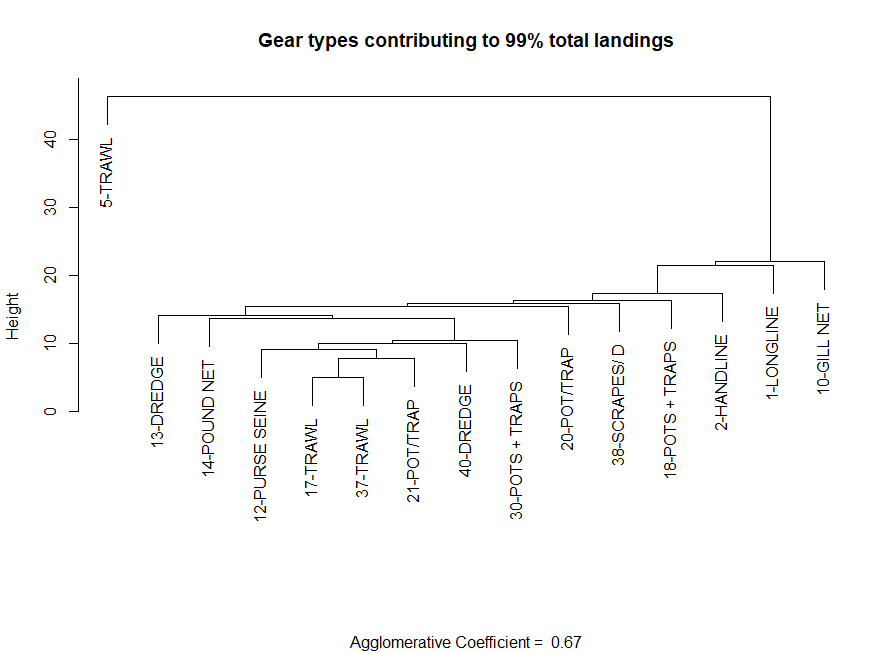 Gear types contributing to 99% total landings
Height
40
30
20
10
0
5-TRAWL
13-DREDGE
14-POUND NET
12-PURSE SEINE
17-TRAWL
37-TRAWL
21-POT/TRAP
40-DREDGE
30-POTS + TRAPS
20-POT/TRAP
38-SCRAPES/ D
18-POTS + TRAPS
2-HANDLINE
1-LONGLINE
10-GILL NET
Agglomerative Coefficient = 0.67